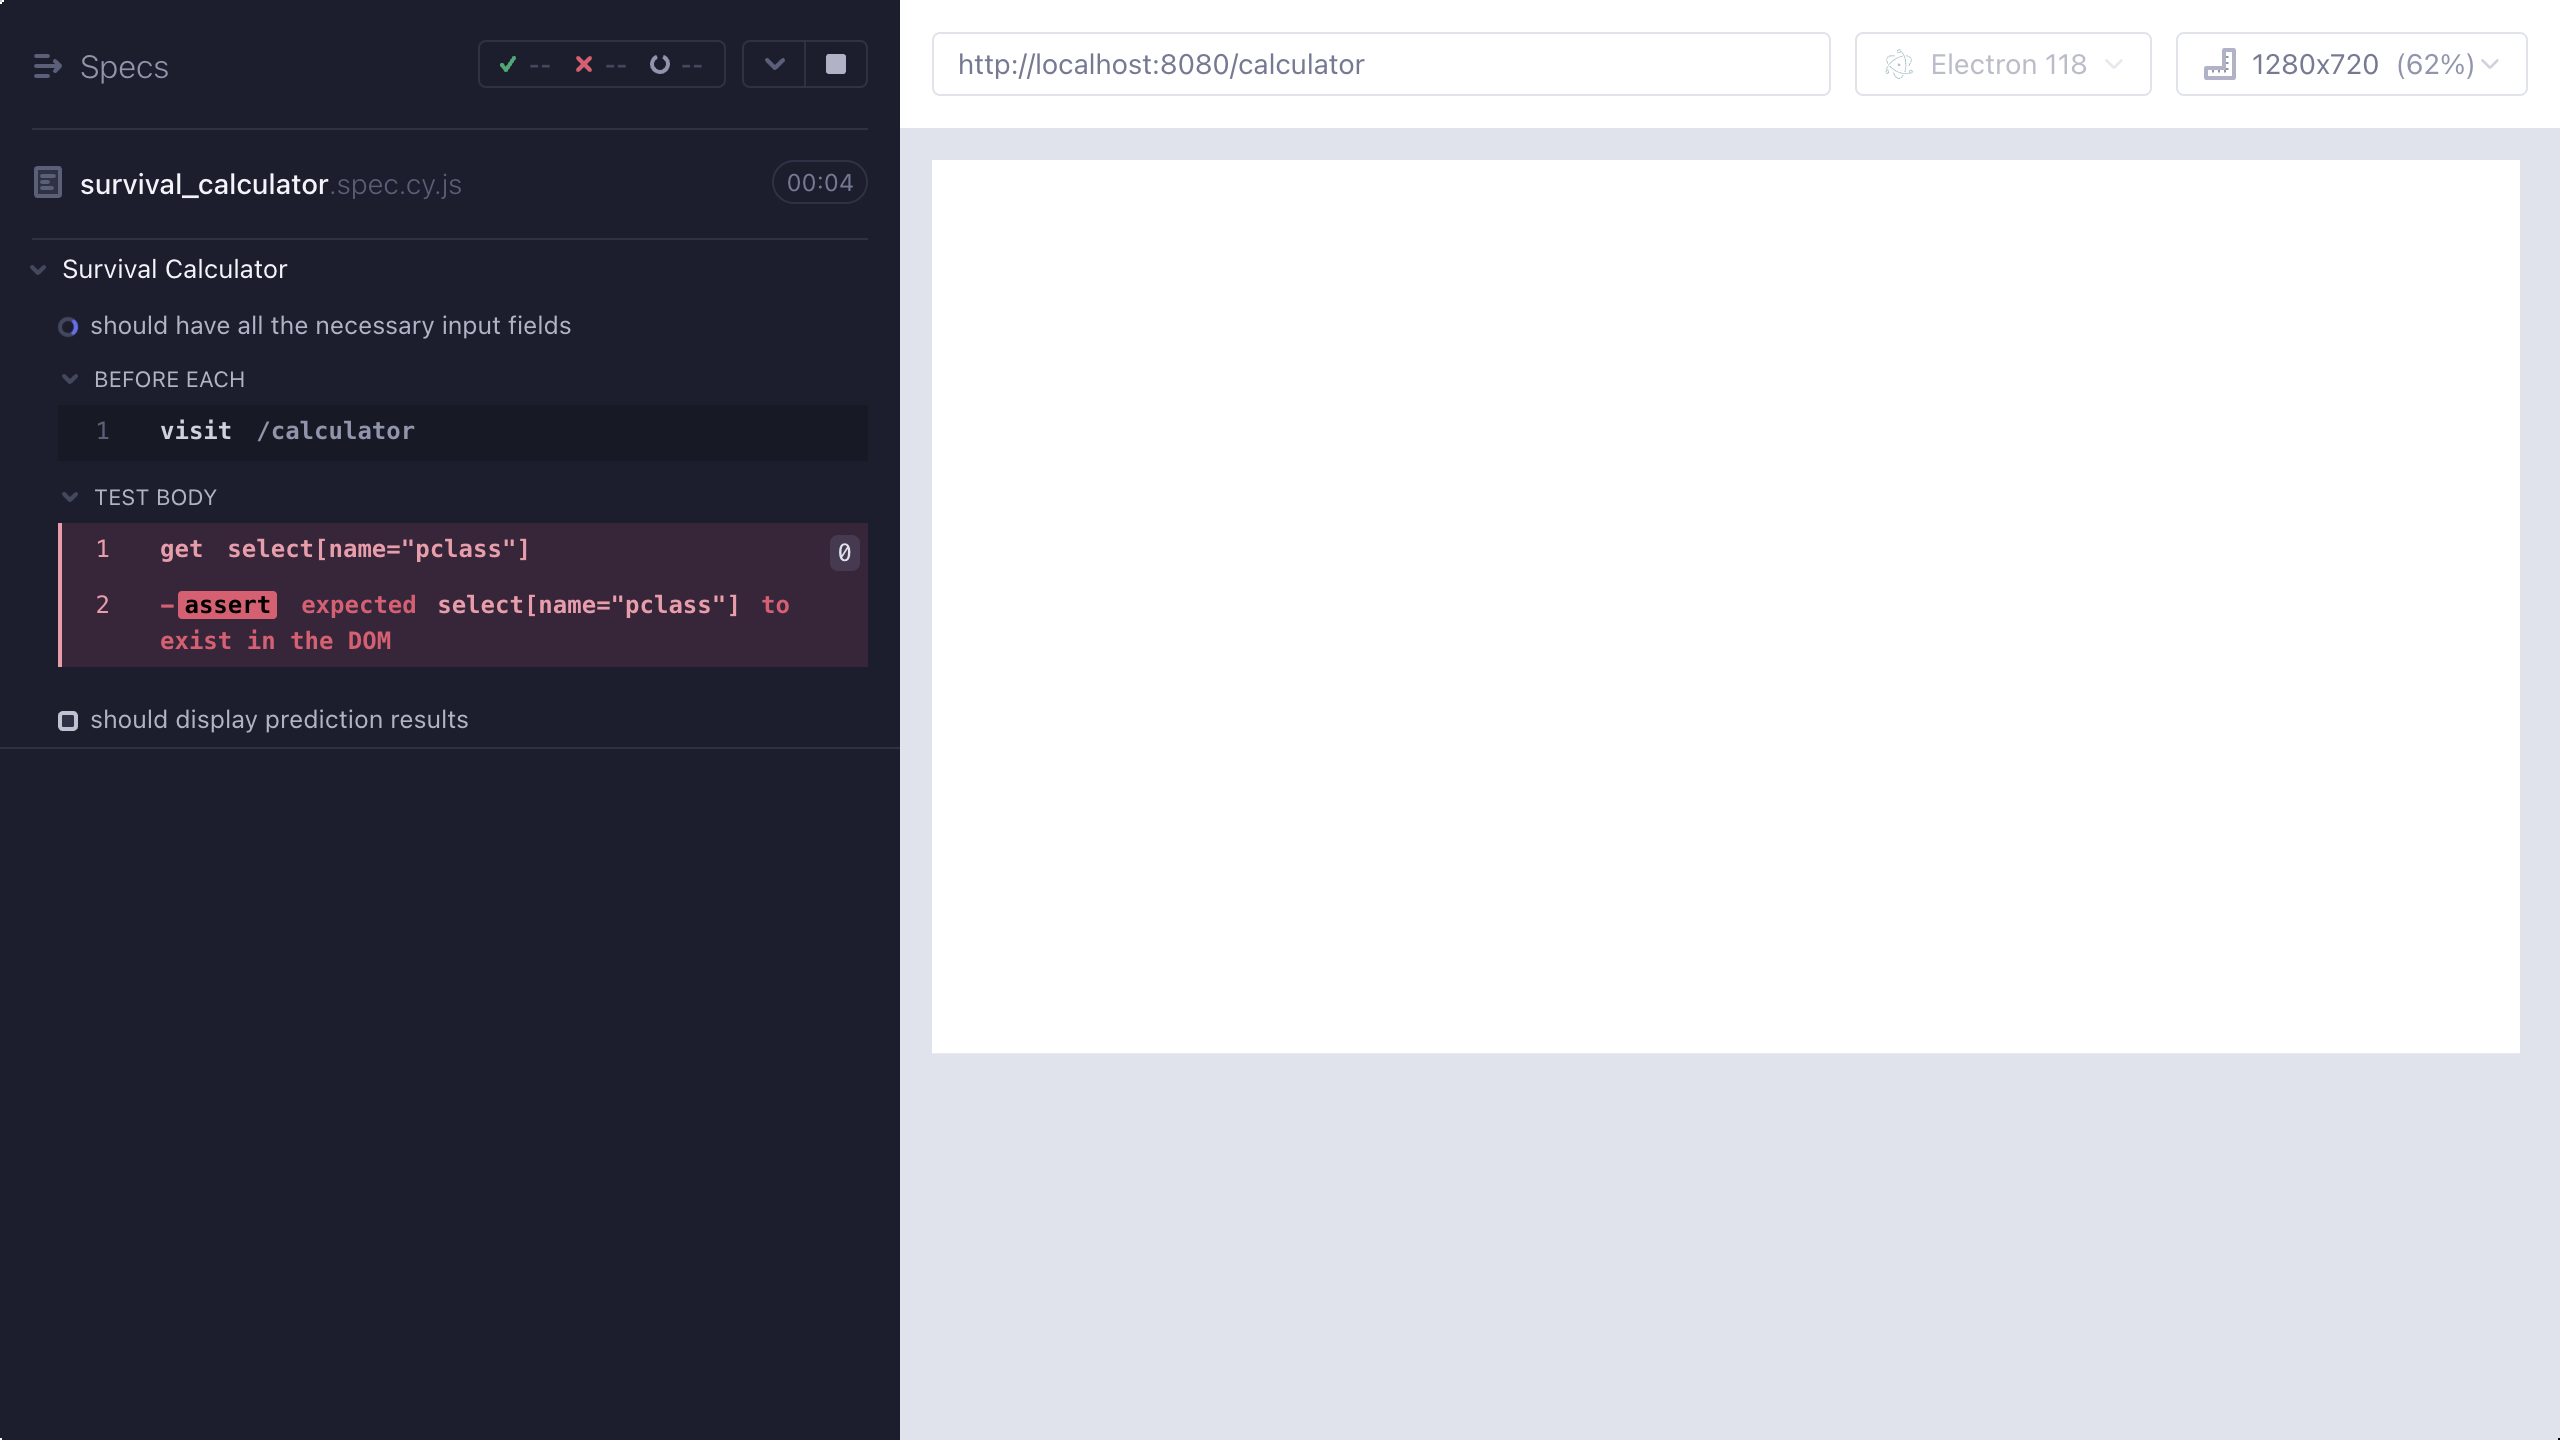 Specs
-- -- --
survival_calculator.spec.cy.js
00:04
Survival Calculator
should have all the necessary input fields
BEFORE EACH
1 visit /calculator
TEST BODY
1 get select[name="pclass"] 0
2 -assert expected select[name="pclass"] to
exist in the DOM
should display prediction results
http://localhost:8080/calculator
Electron 118
1280x720 (62%)